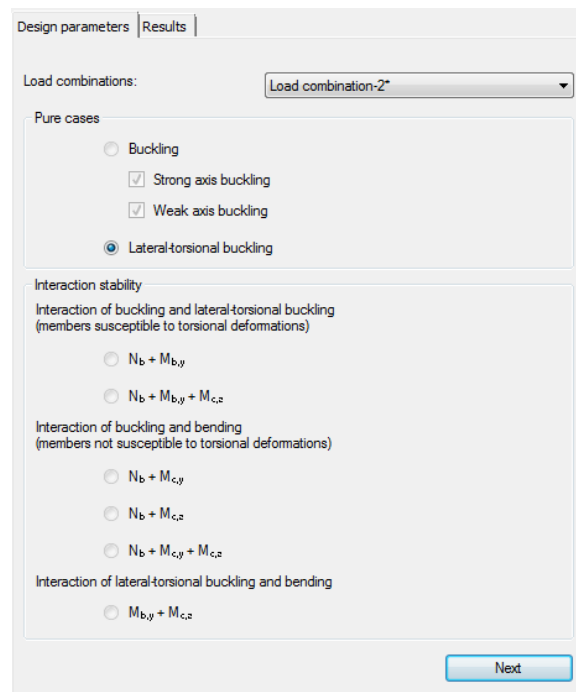 Design parameters Results
Load combinations: Load combination-2*
Pure cases
Buckling
Strong axis buckling
Weak axis buckling
Lateral-torsional buckling
Interaction stability
Interaction of buckling and lateral-torsional buckling
(members susceptible to torsional deformations)
Nb + Mb,y
Nb + Mb,y + Mc,z
Interaction of buckling and bending
(members not susceptible to torsional deformations)
Nb + Mc,y
Nb + Mc,z
Nb + Mc,y + Mc,z
Interaction of lateral-torsional buckling and bending
Mb,y + Mc,z
Next